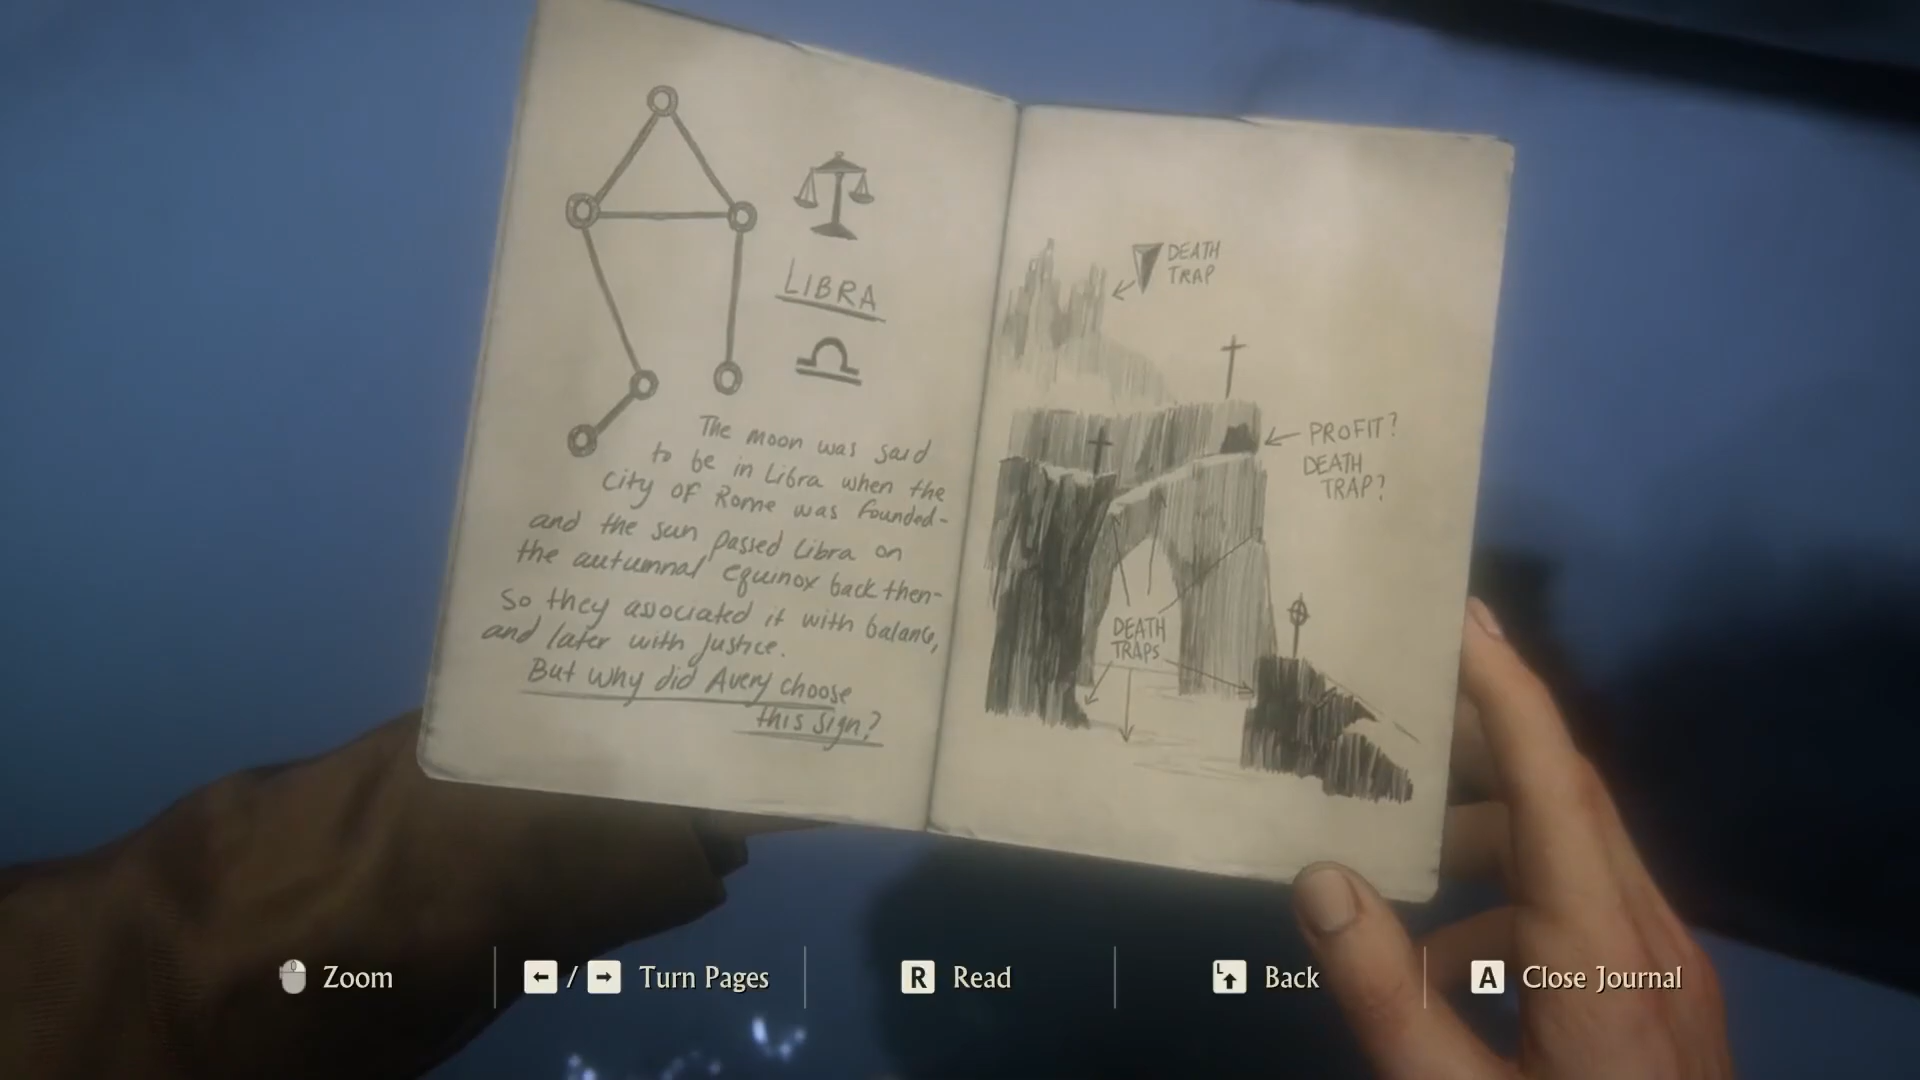 LIBRA
The moon was said
to be in Libra when the
City of Rome was founded-
and the sun passed Libra on
the autumnal equinox back then-
So they associated it with balance,
and later with justice.
But why did Avery choose
this sign?
DEATH
TRAP
PROFIT?
DEATH
TRAP?
DEATH
TRAPS
Zoom
← / → Turn Pages
R Read
L Back
A Close Journal